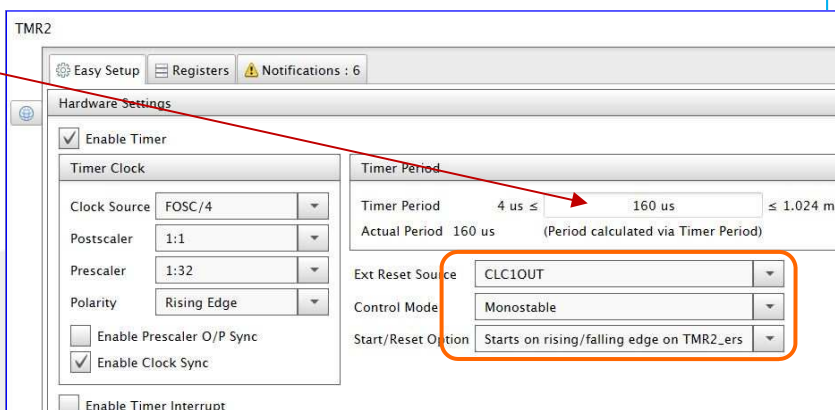 TMR2
Easy Setup Registers Notifications : 6
Hardware Settings
Enable Timer
Timer Clock
Clock Source FOSC/4
Postscaler 1:1
Prescaler 1:32
Polarity Rising Edge
Enable Prescaler O/P Sync
Enable Clock Sync
Timer Period
Timer Period 4 us ≤ 160 us ≤ 1.024 m
Actual Period 160 us (Period calculated via Timer Period)
Ext Reset Source CLC1OUT
Control Mode Monostable
Start/Reset Option Starts on rising/falling edge on TMR2_ers
Enable Timer Interrupt